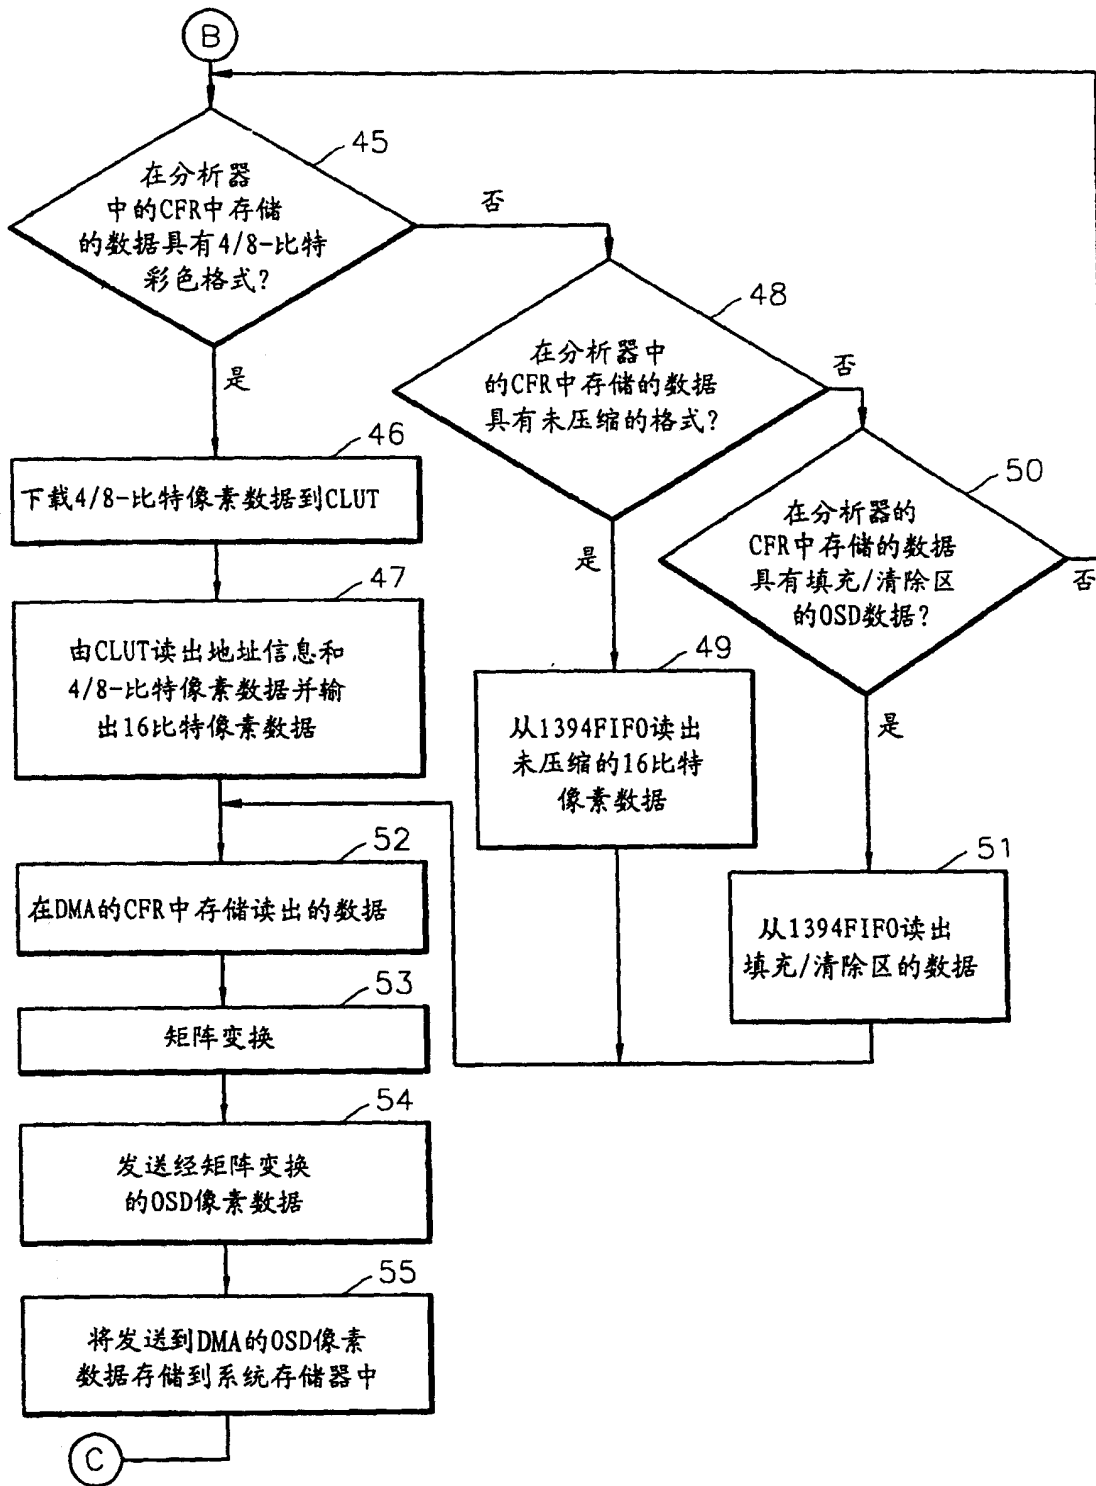 B
45
在分析器
中的CFR中存储
的数据具有4/8-比特
彩色格式?
否
是
48
在分析器中
的CFR中存储的数据
具有未压缩的格式?
否
是
50
在分析器的
CFR中存储的数据
具有填充/清除区
的OSD数据?
否
是
46
下载4/8-比特像素数据到CLUT
47
由CLUT读出地址信息和
4/8-比特像素数据并输
出16比特像素数据
49
从1394FIFO读出
未压缩的16比特
像素数据
51
从1394FIFO读出
填充/清除区的数据
52
在DMA的CFR中存储读出的数据
53
矩阵变换
54
发送经矩阵变换
的OSD像素数据
55
将发送到DMA的OSD像素
数据存储到系统存储器中
C